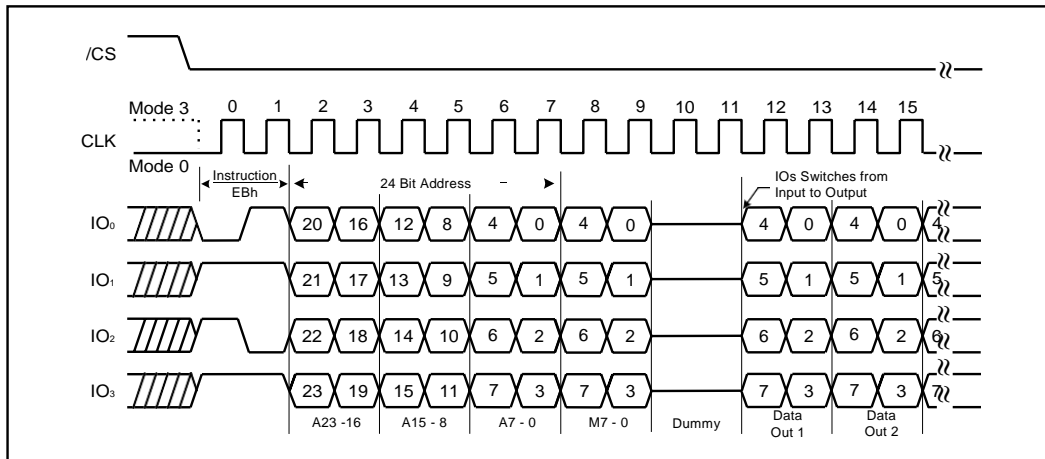 /CS
Mode 3 0 1 2 3 4 5 6 7 8 9 10 11 12 13 14 15
CLK
Mode 0
Instruction 24 Bit Address IOs Switches from
EBh Input to Output
IO₀ 20 16 12 8 4 0 4 0 4 0 4 0 4
IO₁ 21 17 13 9 5 1 5 1 5 1 5 1 5
IO₂ 22 18 14 10 6 2 6 2 6 2 6 2 6
IO₃ 23 19 15 11 7 3 7 3 7 3 7 3 7
A23 -16 A15 - 8 A7 - 0 M7 - 0 Dummy Data Data
Out 1 Out 2